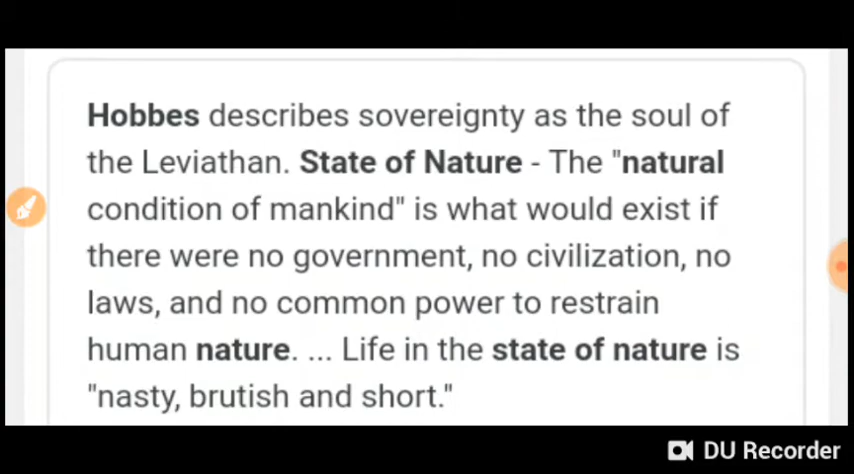 Hobbes describes sovereignty as the soul of
the Leviathan. State of Nature - The "natural
condition of mankind" is what would exist if
there were no government, no civilization, no
laws, and no common power to restrain
human nature. ... Life in the state of nature is
"nasty, brutish and short."
DU Recorder